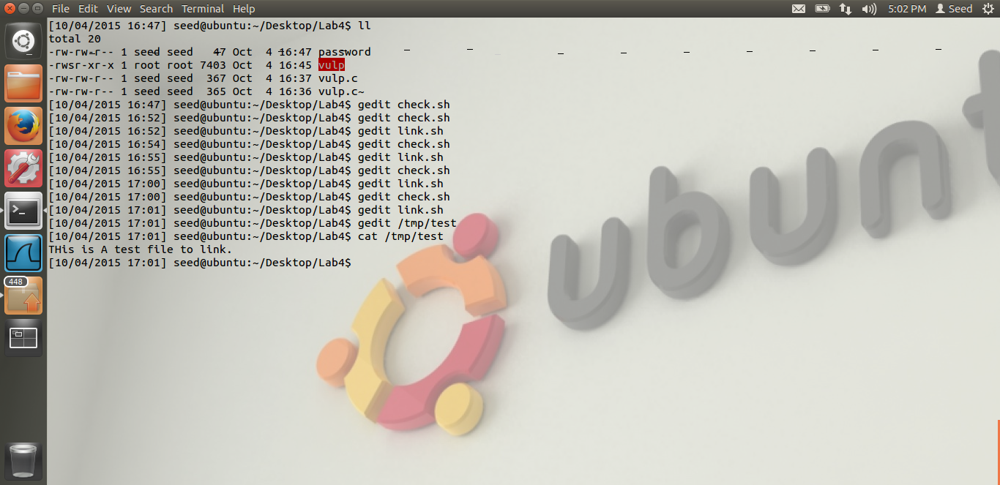 File Edit View Search Terminal Help 5:02 PM Seed
[10/04/2015 16:47] seed@ubuntu:~/Desktop/Lab4$ ll
total 20
-rw-rw-r-- 1 seed seed   47 Oct  4 16:47 password
-rwsr-xr-x 1 root root 7403 Oct  4 16:45 vulp
-rw-rw-r-- 1 seed seed  367 Oct  4 16:37 vulp.c
-rw-rw-r-- 1 seed seed  365 Oct  4 16:36 vulp.c~
[10/04/2015 16:47] seed@ubuntu:~/Desktop/Lab4$ gedit check.sh
[10/04/2015 16:52] seed@ubuntu:~/Desktop/Lab4$ gedit check.sh
[10/04/2015 16:52] seed@ubuntu:~/Desktop/Lab4$ gedit link.sh
[10/04/2015 16:54] seed@ubuntu:~/Desktop/Lab4$ gedit check.sh
[10/04/2015 16:55] seed@ubuntu:~/Desktop/Lab4$ gedit link.sh
[10/04/2015 16:55] seed@ubuntu:~/Desktop/Lab4$ gedit check.sh
[10/04/2015 17:00] seed@ubuntu:~/Desktop/Lab4$ gedit link.sh
[10/04/2015 17:00] seed@ubuntu:~/Desktop/Lab4$ gedit check.sh
[10/04/2015 17:01] seed@ubuntu:~/Desktop/Lab4$ gedit link.sh
[10/04/2015 17:01] seed@ubuntu:~/Desktop/Lab4$ gedit /tmp/test
[10/04/2015 17:01] seed@ubuntu:~/Desktop/Lab4$ cat /tmp/test
THis is A test file to link.
[10/04/2015 17:01] seed@ubuntu:~/Desktop/Lab4$
448
ubunt